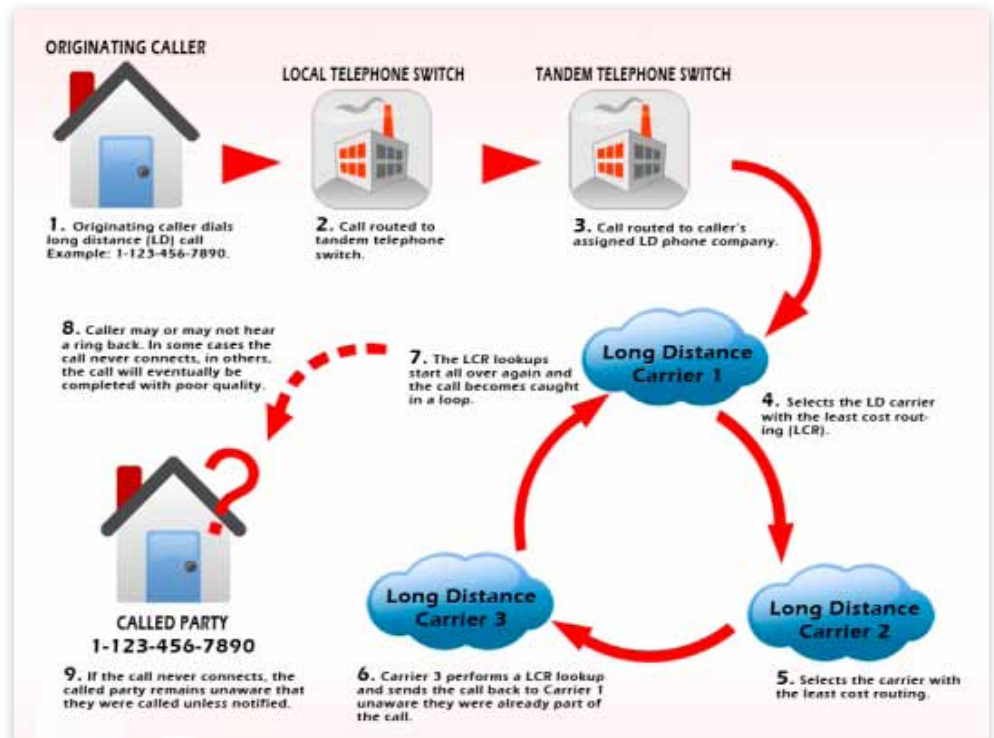 ORIGINATING CALLER
LOCAL TELEPHONE SWITCH
TANDEM TELEPHONE SWITCH
1. Originating caller dials
long distance (LD) call
Example: 1-123-456-7890.
2. Call routed to
tandem telephone
switch.
3. Call routed to caller's
assigned LD phone company.
Long Distance
Carrier 1
4. Selects the LD carrier
with the least cost rout-
ing (LCR).
Long Distance
Carrier 2
5. Selects the carrier with
the least cost routing.
Long Distance
Carrier 3
6. Carrier 3 performs a LCR lookup
and sends the call back to Carrier 1
unaware they were already part of
the call.
7. The LCR lookups
start all over again and
the call becomes caught
in a loop.
8. Caller may or may not hear
a ring back. In some cases the
call never connects, in others,
the call will eventually be
completed with poor quality.
?
CALLED PARTY
1-123-456-7890
9. If the call never connects, the
called party remains unaware that
they were called unless notified.